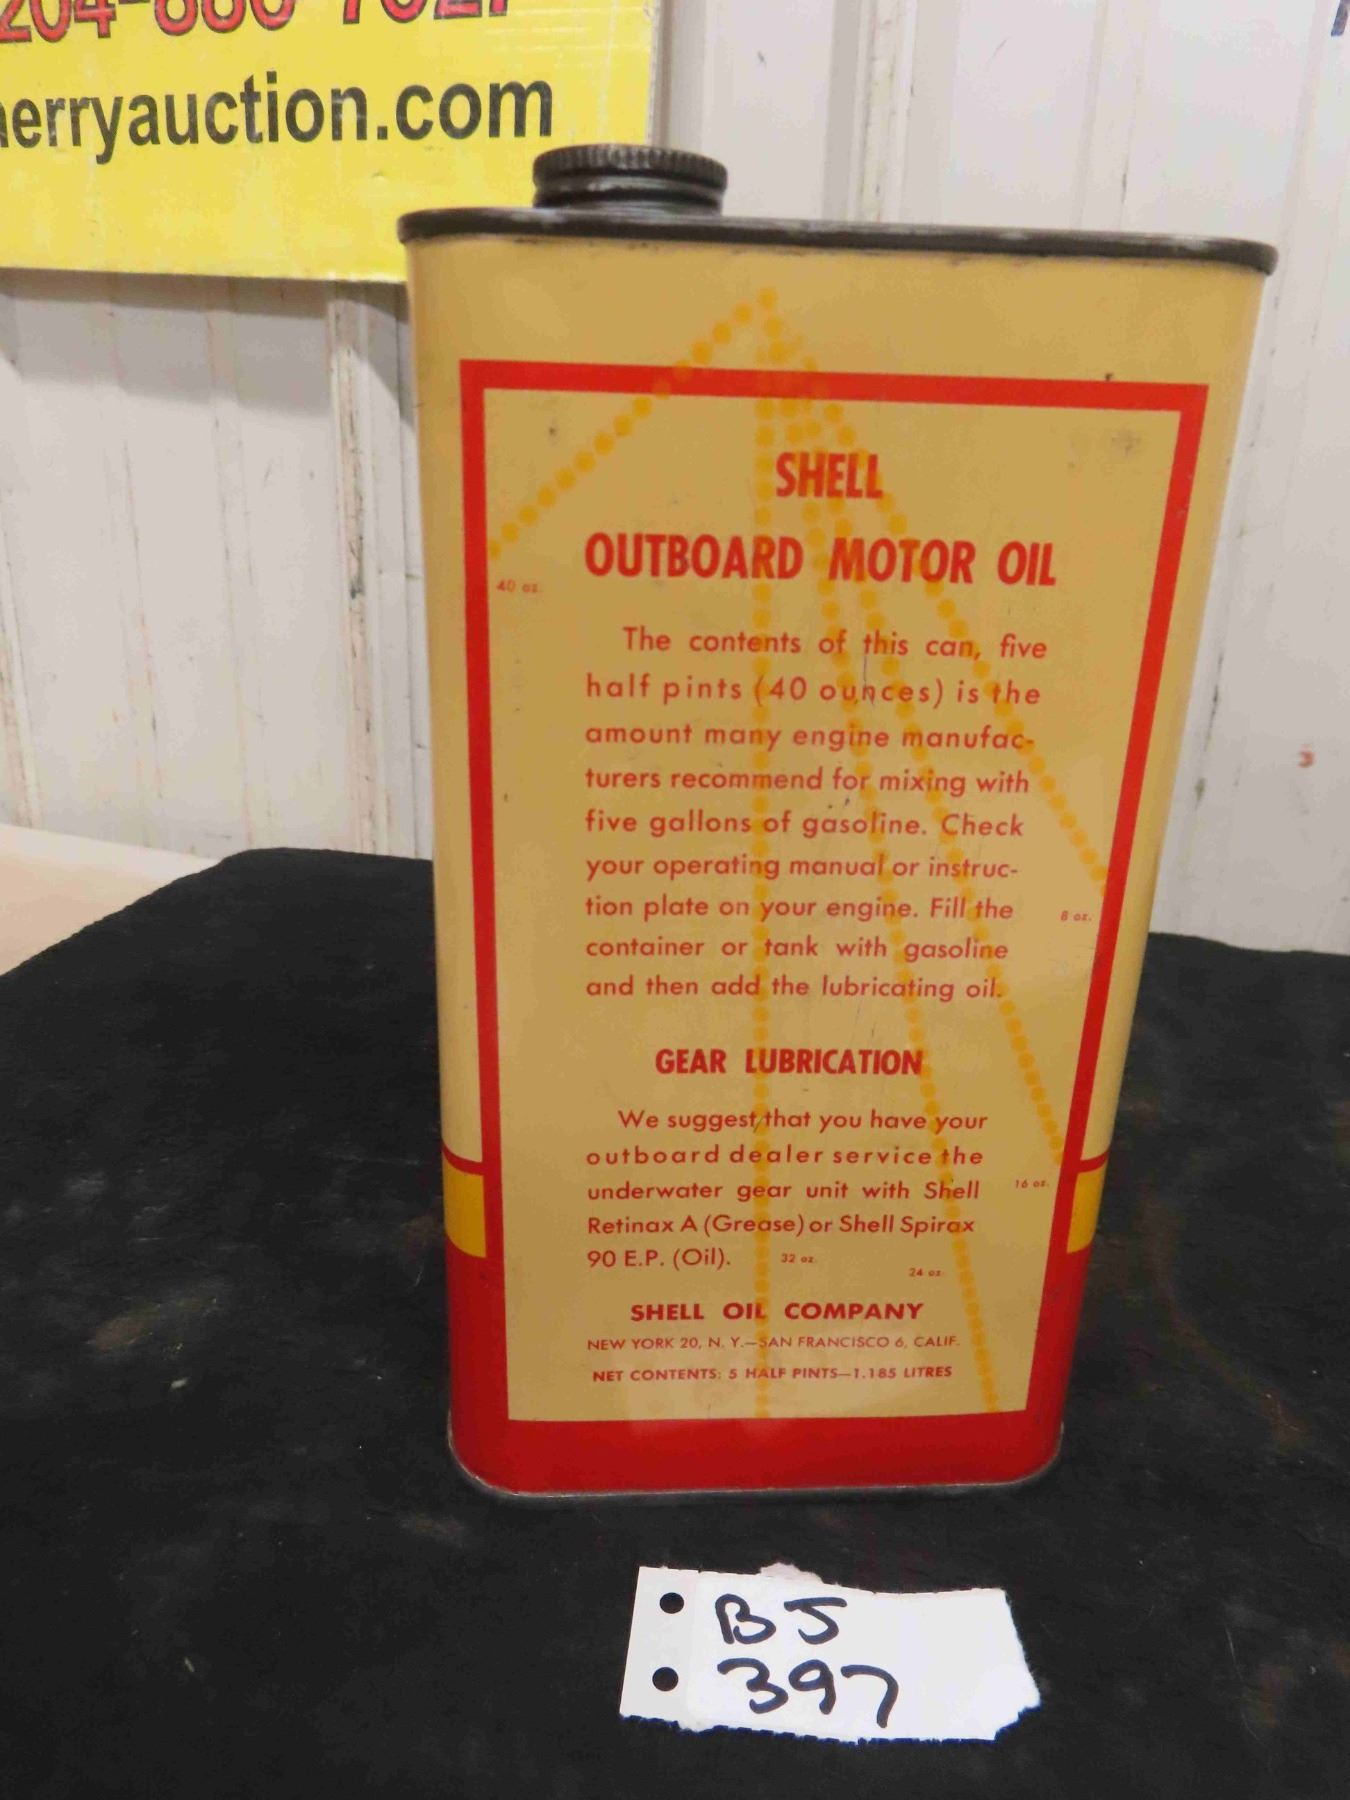 erryauction.com
SHELL
OUTBOARD MOTOR OIL
40 oz.
The contents of this can, five
half pints (40 ounces) is the
amount many engine manufac-
turers recommend for mixing with
five gallons of gasoline. Check
your operating manual or instruc-
tion plate on your engine. Fill the
8 oz.
container or tank with gasoline
and then add the lubricating oil.
GEAR LUBRICATION
We suggest that you have your
outboard dealer service the
underwater gear unit with Shell
16 oz.
Retinax A (Grease) or Shell Spirax
90 E.P. (Oil).
32 oz.
24 oz.
SHELL OIL COMPANY
NEW YORK 20, N. Y.—SAN FRANCISCO 6, CALIF.
NET CONTENTS: 5 HALF PINTS—1.185 LITRES
BJ
397